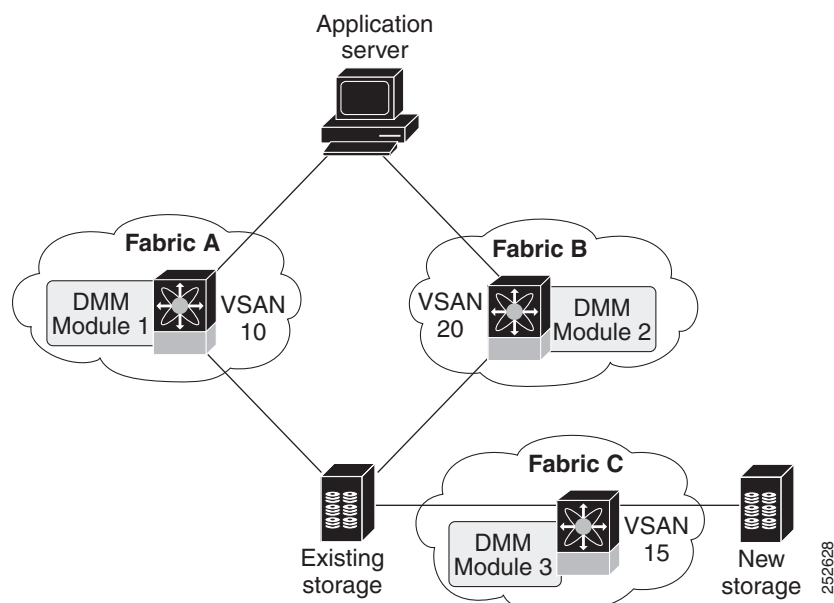 Application
server
Fabric A
DMM
Module 1
VSAN
10
Fabric B
VSAN
20
DMM
Module 2
Fabric C
DMM
Module 3
VSAN
15
Existing
storage
New
storage
252628